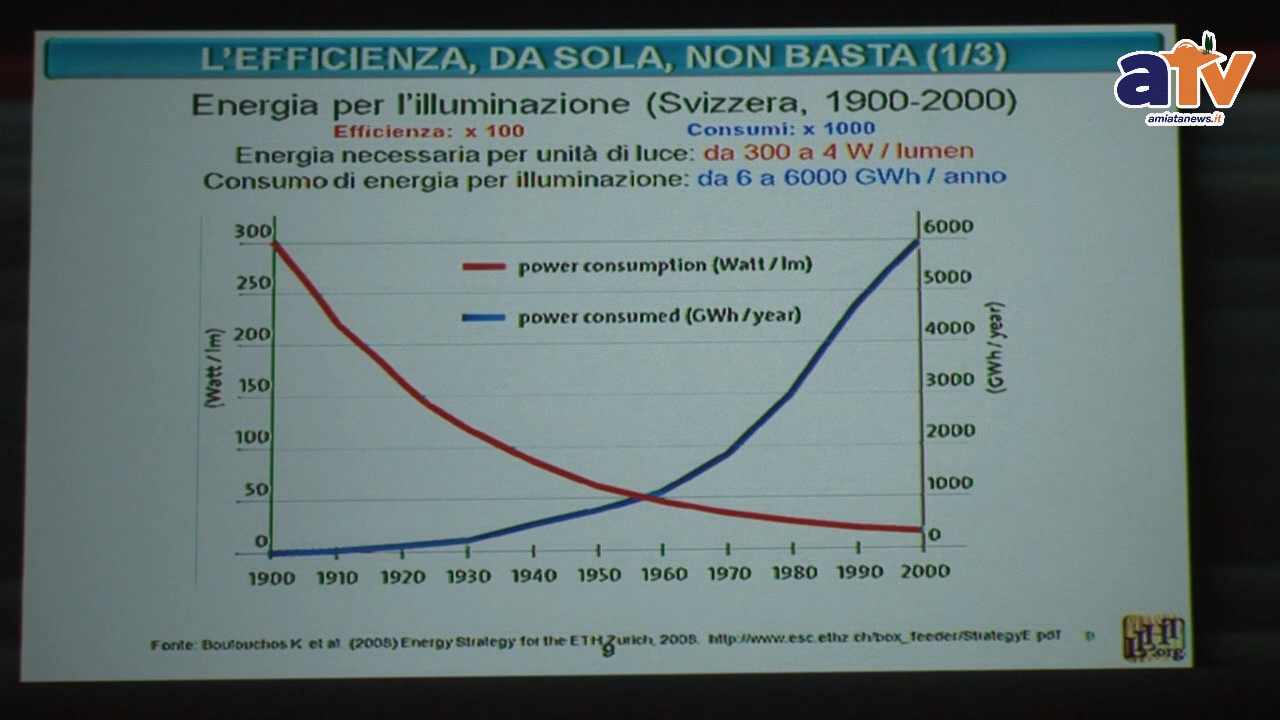 L'EFFICIENZA, DA SOLA, NON BASTA (1/3)
aTv
amiatanews.it
Energia per l'illuminazione (Svizzera, 1900-2000)
Efficienza: x 100 Consumi: x 1000
Energia necessaria per unità di luce: da 300 a 4 W / lumen
Consumo di energia per illuminazione: da 6 a 6000 GWh / anno
300
250
200
150
100
50
0
(Watt / lm)
power consumption (Watt / lm)
power consumed (GWh / year)
6000
5000
4000
3000
2000
1000
0
(GWh / year)
1900 1910 1920 1930 1940 1950 1960 1970 1980 1990 2000
Fonte: Boulouchos K. et al. (2008) Energy Strategy for the ETH Zurich, 2008. http://www.esc.ethz.ch/box_feeder/StrategyE.pdf 9
9
.org